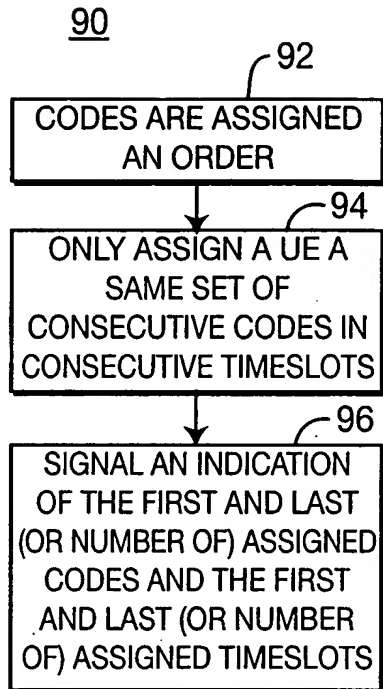 90
92
CODES ARE ASSIGNED
AN ORDER
94
ONLY ASSIGN A UE A
SAME SET OF
CONSECUTIVE CODES IN
CONSECUTIVE TIMESLOTS
96
SIGNAL AN INDICATION
OF THE FIRST AND LAST
(OR NUMBER OF) ASSIGNED
CODES AND THE FIRST
AND LAST (OR NUMBER
OF) ASSIGNED TIMESLOTS